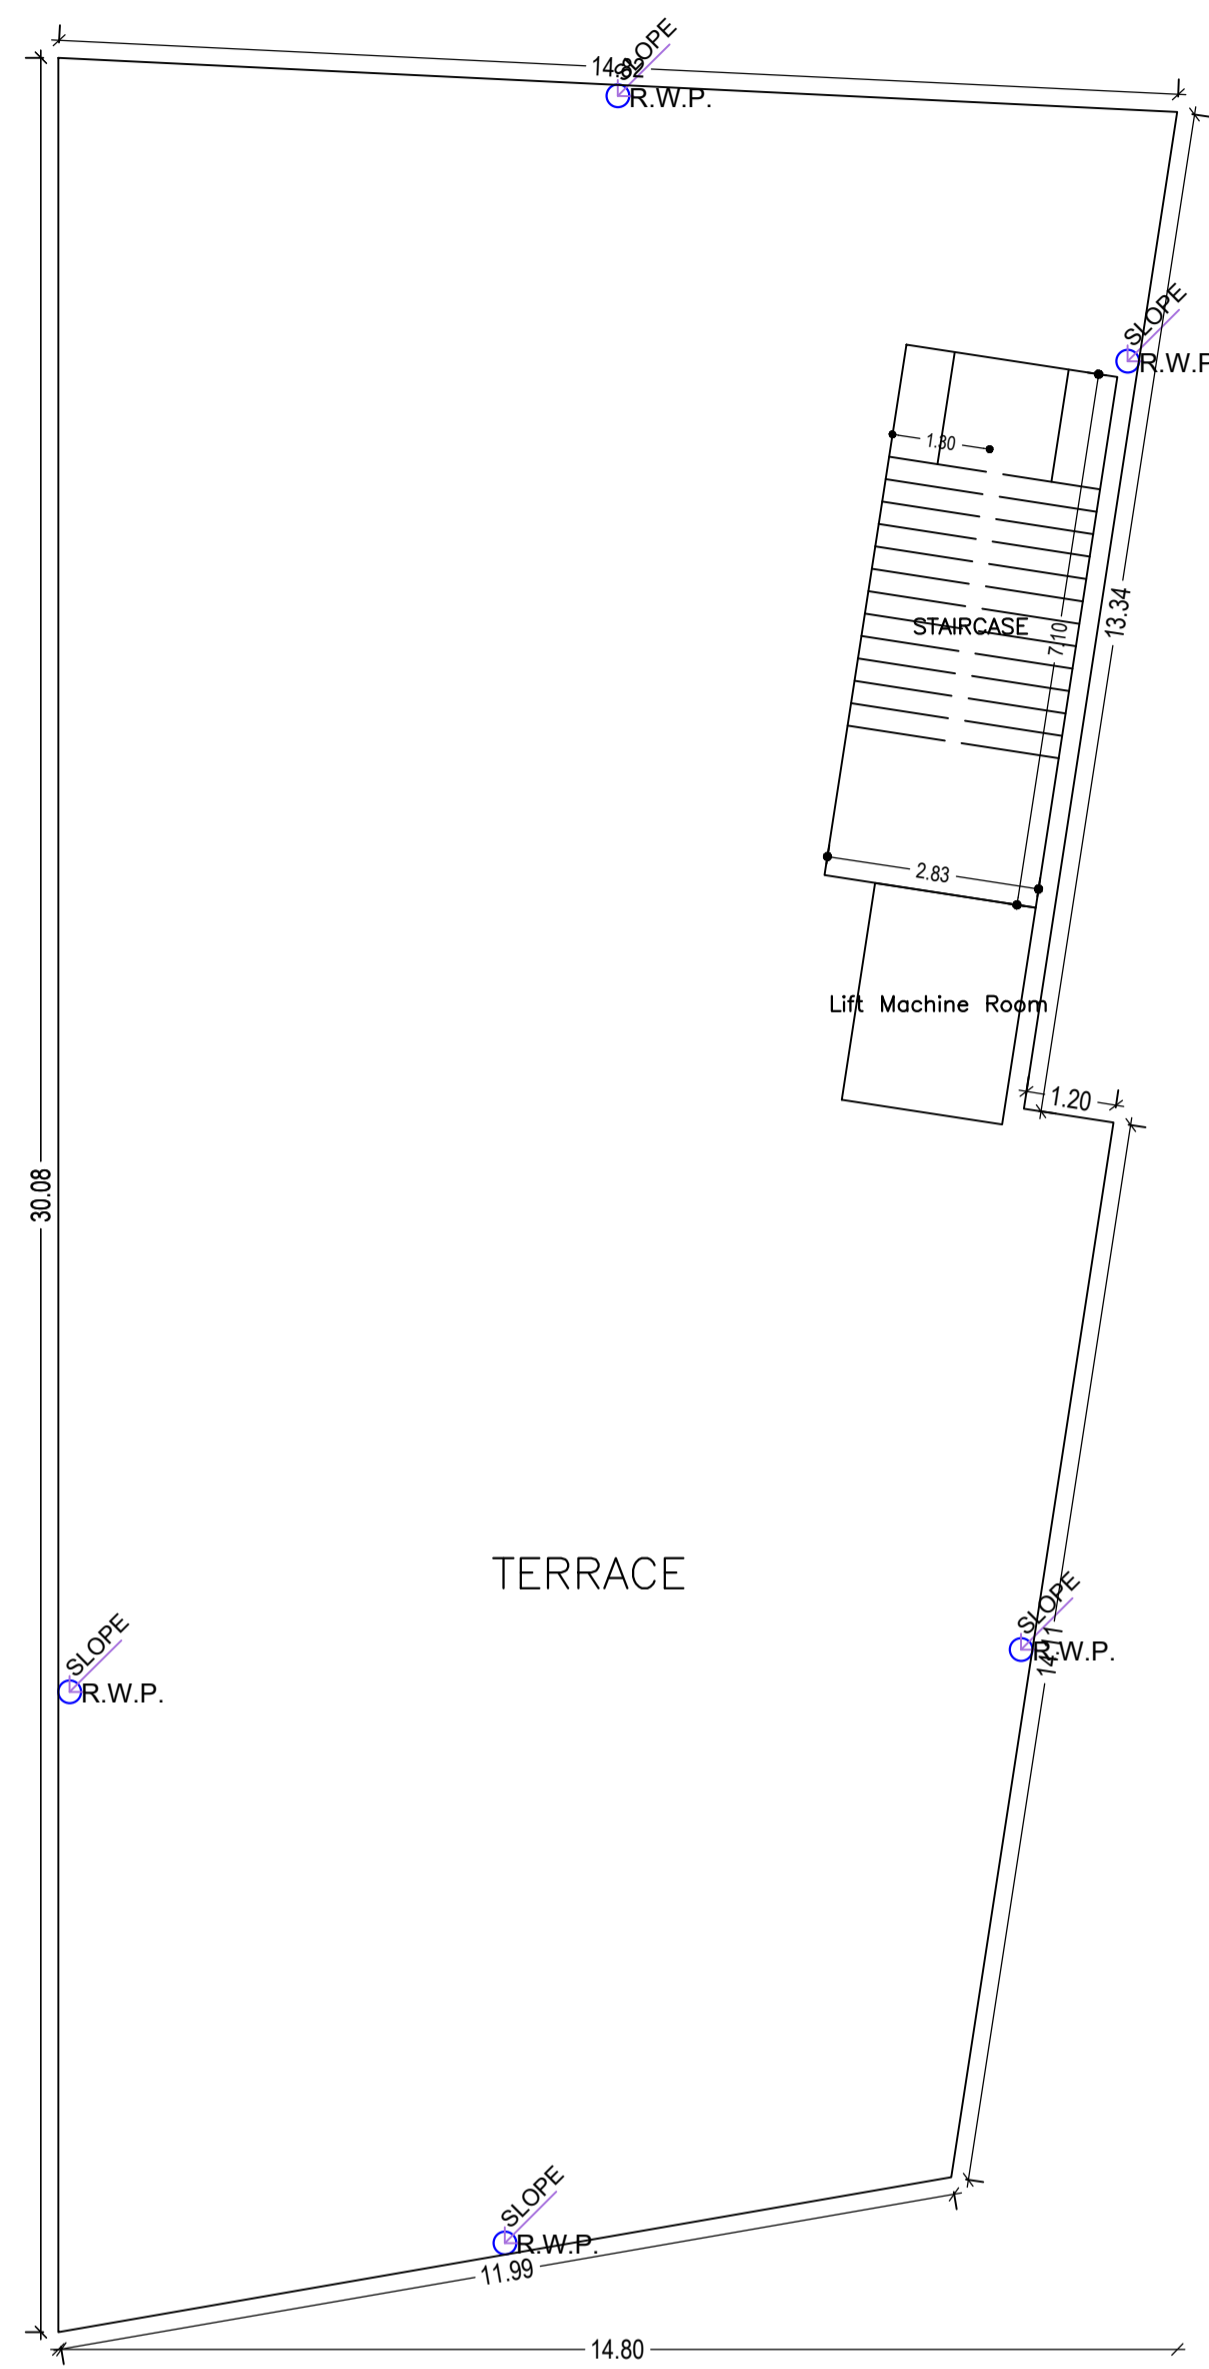 SLOPE
14.82
R.W.P.
SLOPE
R.W.P
1.30
13.34
STAIRCASE
7.10
2.83
Lift Machine Room
1.20
30.08
TERRACE
SLOPE
SLOPE
R.W.P.
R.W.P.
SLOPE
R.W.P.
11.99
14.80